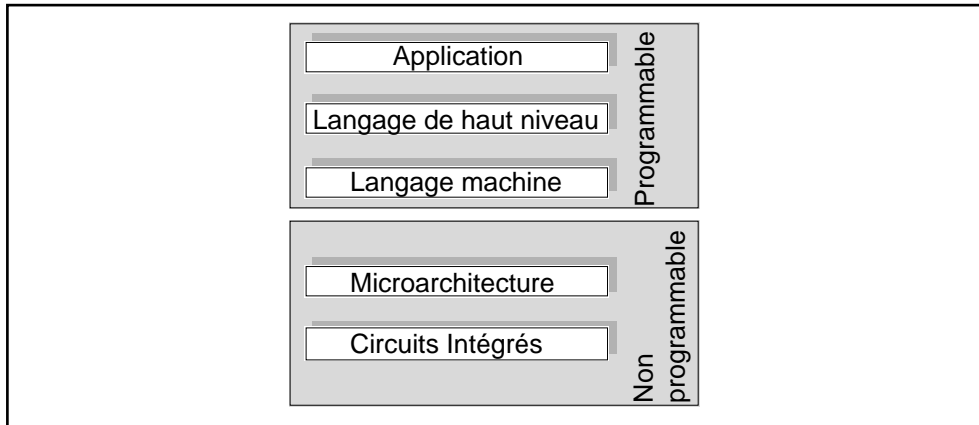 Application
Langage de haut niveau
Langage machine
Programmable
Microarchitecture
Circuits Intégrés
Non
programmable